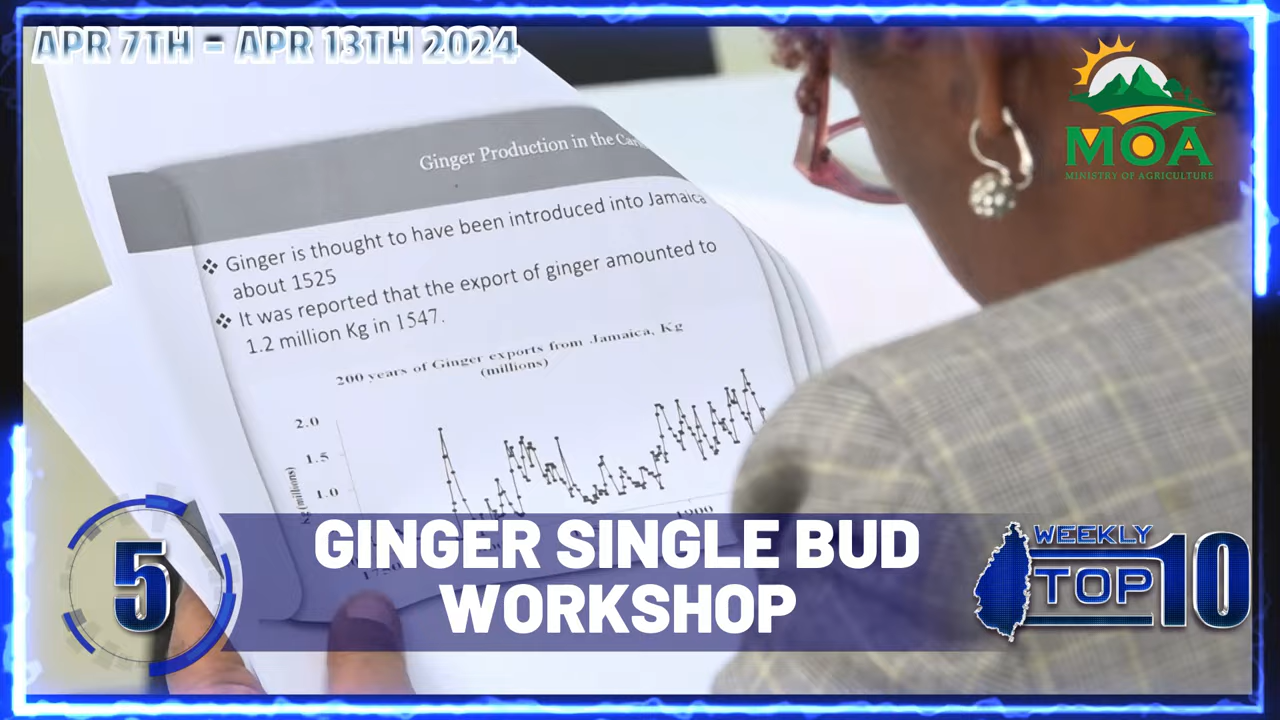 APR 7TH - APR 13TH 2024
MOA
MINISTRY OF AGRICULTURE
Ginger Production in the
❖ Ginger is thought to have been introduced into Jamaica
about 1525
❖ It was reported that the export of ginger amounted to
1.2 million Kg in 1547.
200 years of Ginger exports from Jamaica, Kg
(millions)
2.0
1.5
1.0
1900
5
GINGER SINGLE BUD
WORKSHOP
WEEKLY
TOP 10